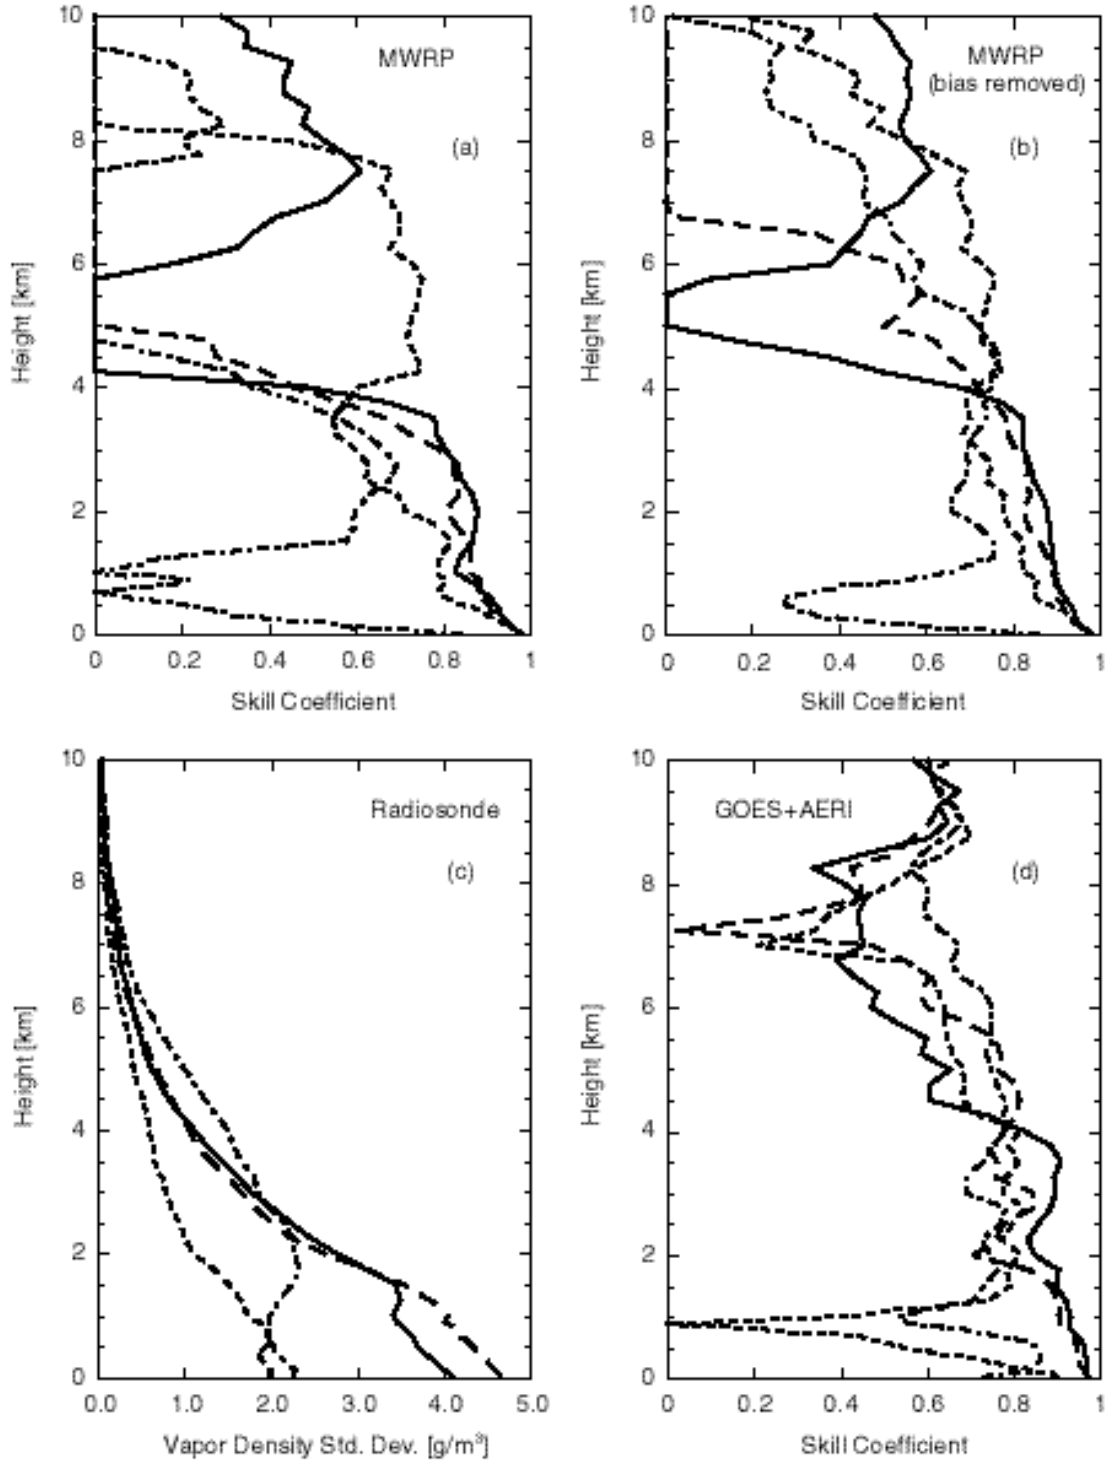 10
8
6
4
2
0
Height [km]
MWRP
(a)
0 0.2 0.4 0.6 0.8 1
Skill Coefficient
10
8
6
4
2
0
Height [km]
MWRP
(bias removed)
(b)
0 0.2 0.4 0.6 0.8 1
Skill Coefficient
10
8
6
4
2
0
Height [km]
Radiosonde
(c)
0.0 1.0 2.0 3.0 4.0 5.0
Vapor Density Std. Dev. [g/m³]
10
8
6
4
2
0
Height [km]
GOES+AERI
(d)
0 0.2 0.4 0.6 0.8 1
Skill Coefficient